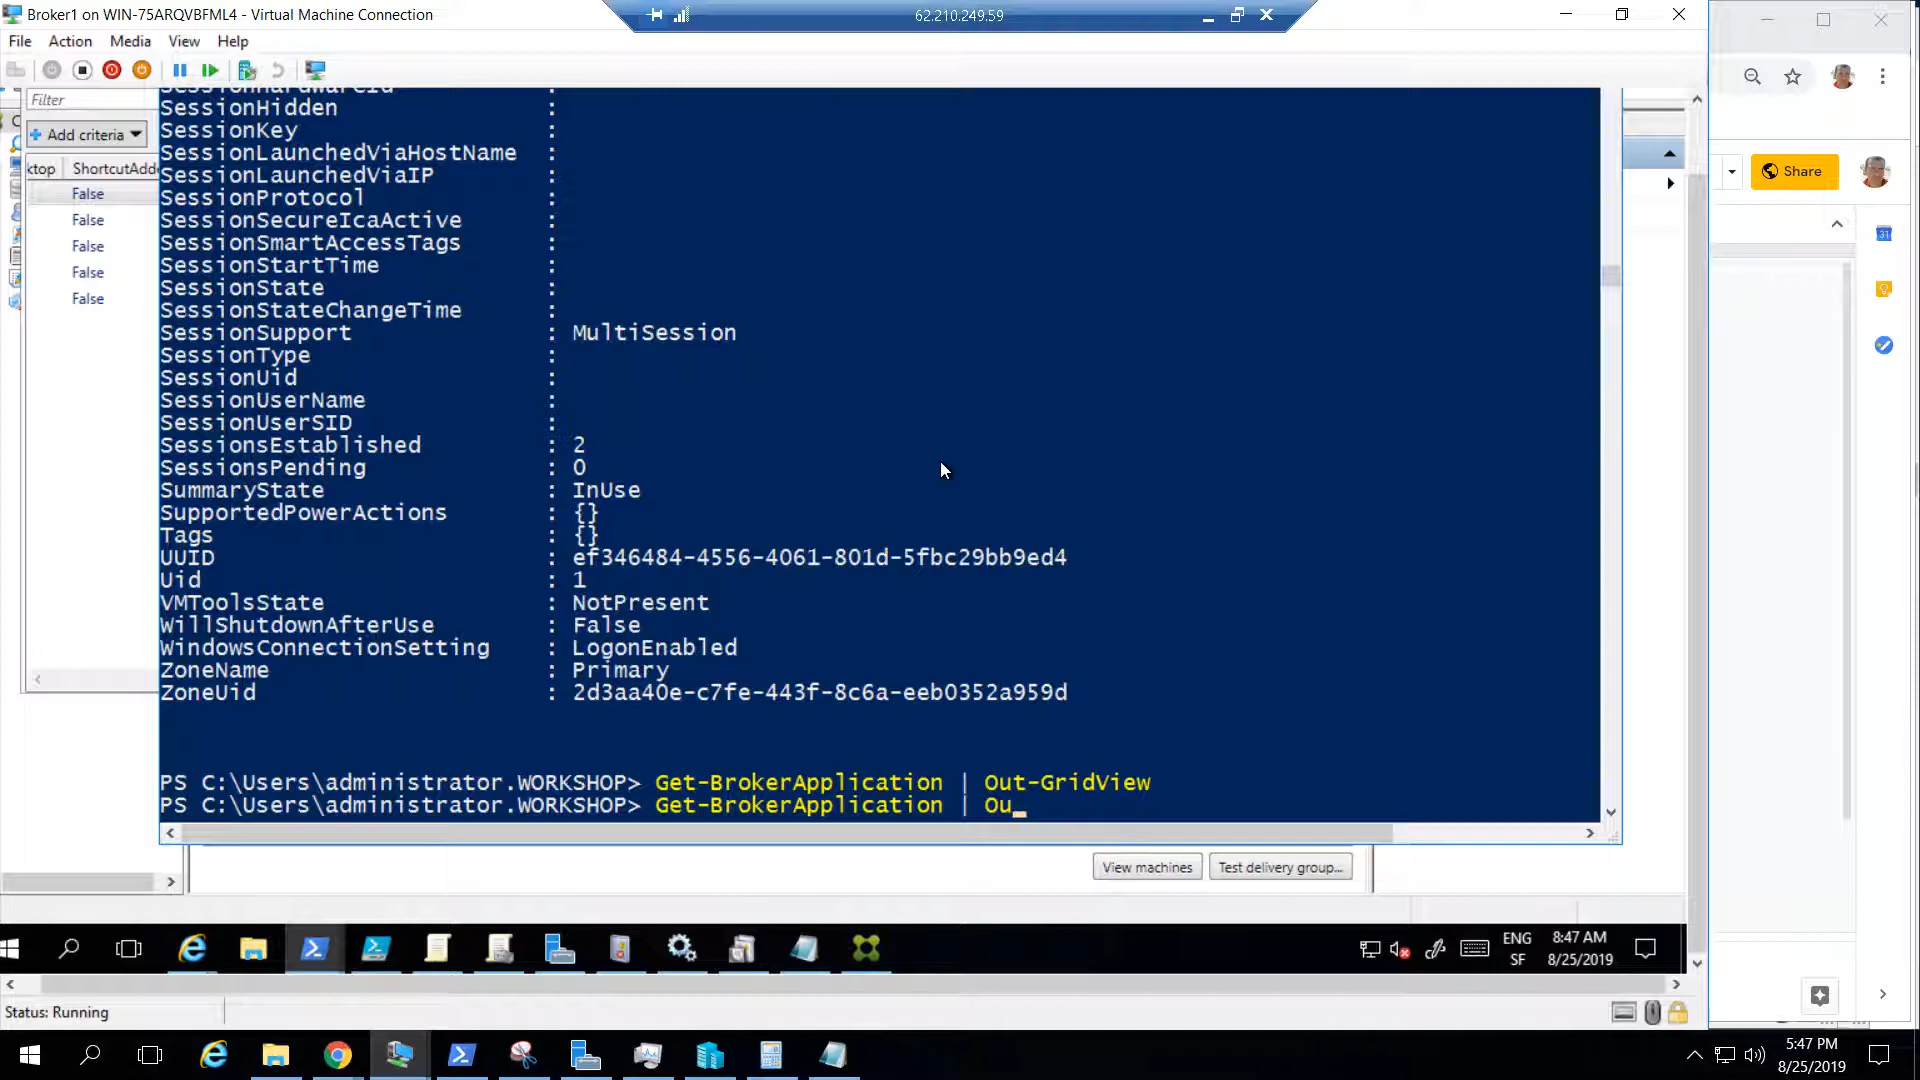 Broker1 on WIN-75ARQVBFML4 - Virtual Machine Connection
62.210.249.59
File Action Media View Help
Filter
Add criteria
ktop ShortcutAdde
False
False
False
False
False
SessionHidden :
SessionKey :
SessionLaunchedViaHostName :
SessionLaunchedViaIP :
SessionProtocol :
SessionSecureIcaActive :
SessionSmartAccessTags :
SessionStartTime :
SessionState :
SessionStateChangeTime :
SessionSupport : MultiSession
SessionType :
SessionUid :
SessionUserName :
SessionUserSID :
SessionsEstablished : 2
SessionsPending : 0
SummaryState : InUse
SupportedPowerActions : {}
Tags : {}
UUID : ef346484-4556-4061-801d-5fbc29bb9ed4
Uid : 1
VMToolsState : NotPresent
WillShutdownAfterUse : False
WindowsConnectionSetting : LogonEnabled
ZoneName : Primary
ZoneUid : 2d3aa40e-c7fe-443f-8c6a-eeb0352a959d
PS C:\Users\administrator.WORKSHOP> Get-BrokerApplication | Out-GridView
PS C:\Users\administrator.WORKSHOP> Get-BrokerApplication | Ou_
View machines Test delivery group...
Share
31
ENG
SF
8:47 AM
8/25/2019
Status: Running
5:47 PM
8/25/2019